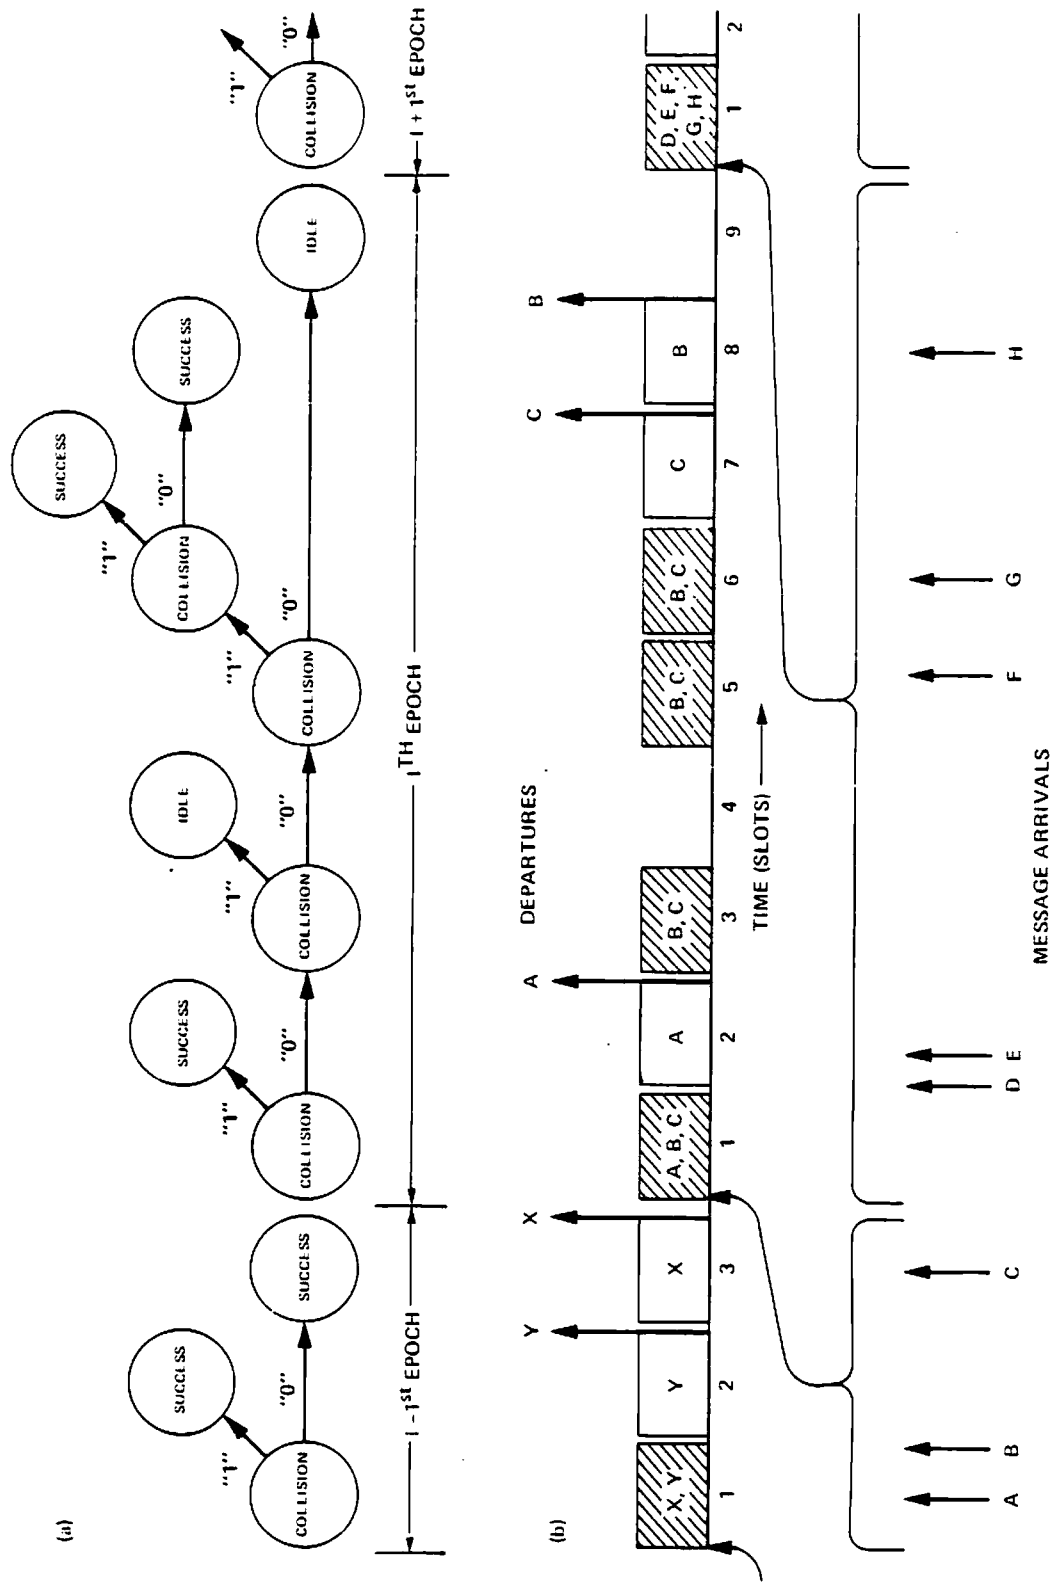 (a)
SUCCESS SUCCESS IDLE SUCCESS SUCCESS
"1" "1" "1" "1" "1" "0" "1"
COLLISION "0" SUCCESS COLLISION "0" COLLISION "0" COLLISION "0" COLLISION IDLE COLLISION "0"
I - 1st EPOCH
ITH EPOCH
I + 1st EPOCH
(b)
DEPARTURES
Y X A C B
X, Y Y X A, B, C A B, C B, C B, C C B D, E, F, G, H
1 2 3 1 2 3 4 5 6 7 8 9 1 2
TIME (SLOTS)
A B C D E F G H
MESSAGE ARRIVALS